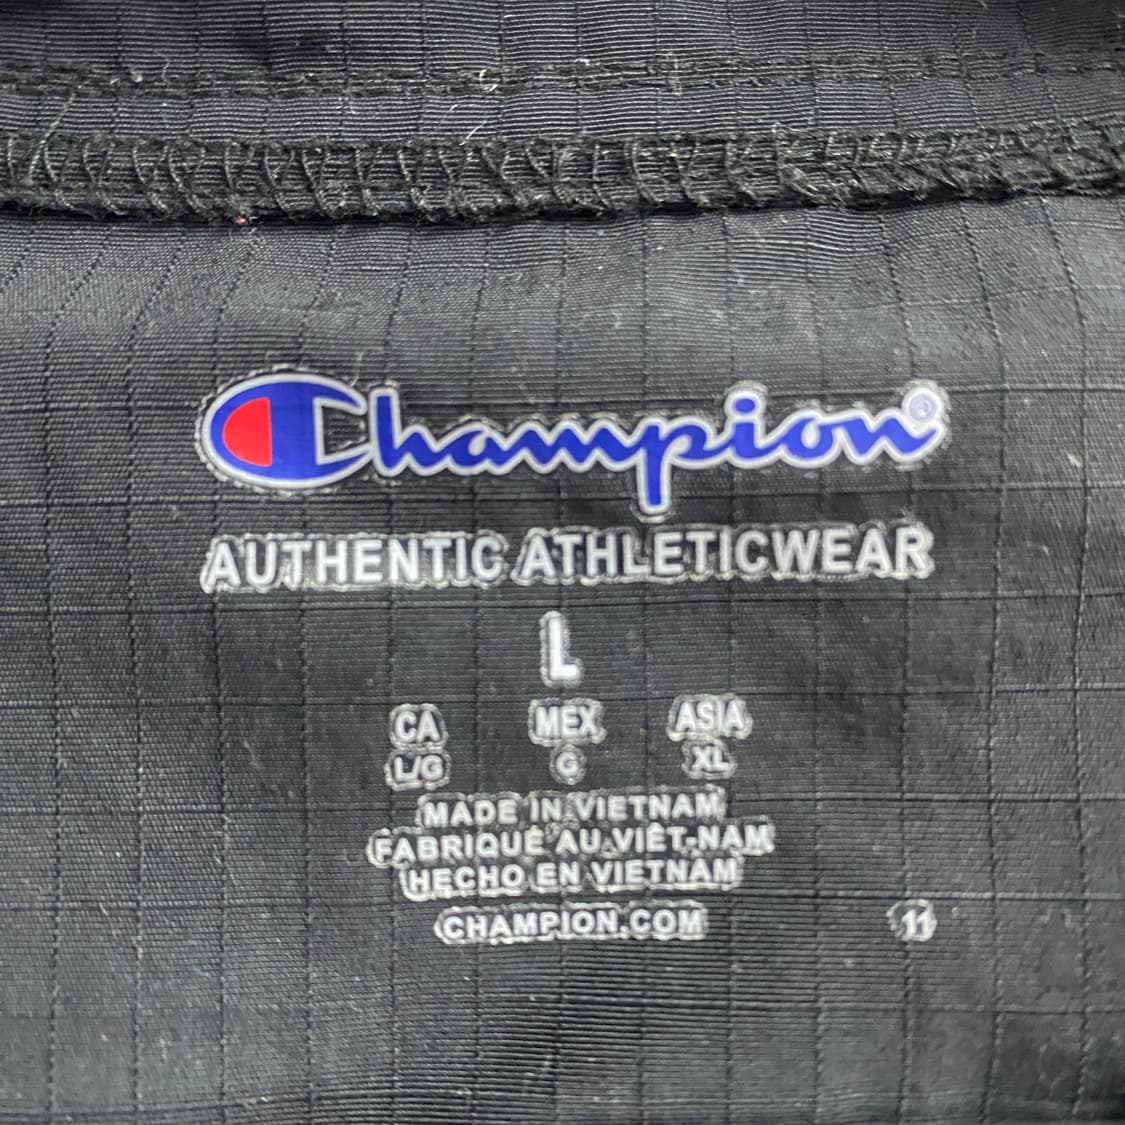 Champion®
AUTHENTIC ATHLETICWEAR
L
CA MEX ASIA
L/G G XL
MADE IN VIETNAM
FABRIQUÉ AU VIÊT-NAM
HECHO EN VIETNAM
CHAMPION.COM 11